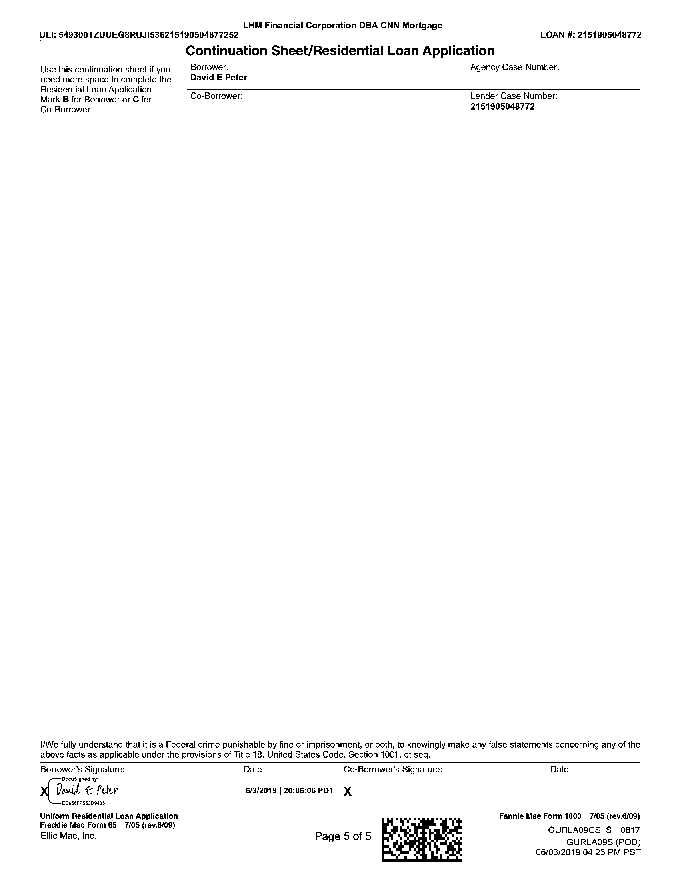 LHM Financial Corporation DBA CNN Mortgage
LOAN #: 2151905048772
Continuation Sheet/Residential Loan Application
Use this continuation sheet if you
need more space to complete the
Residential Loan Application
Mark B for Borrower or C for
Co-Borrower
Borrower:
David E Peter
Agency Case Number:
Co-Borrower:
Lender Case Number:
2151905048772
I/We fully understand that it is a Federal crime punishable by fine or imprisonment, or both, to knowingly make any false statements concerning any of the
above facts as applicable under the provisions of Title 18, United States Code, Section 1001, et seq.
Borrower's Signature Date Co-Borrower's Signature Date
X DocuSigned by: David E Peter 6/3/2019 | 20:06:06 PDT X
Uniform Residential Loan Application
Freddie Mac Form 65 7/05 (rev.6/09)
Ellie Mae, Inc.
Page 5 of 5
Fannie Mae Form 1003 7/05 (rev.6/09)
GURLA09CS S 0817
GURLA09S (POD)
06/03/2019 04:25 PM PST